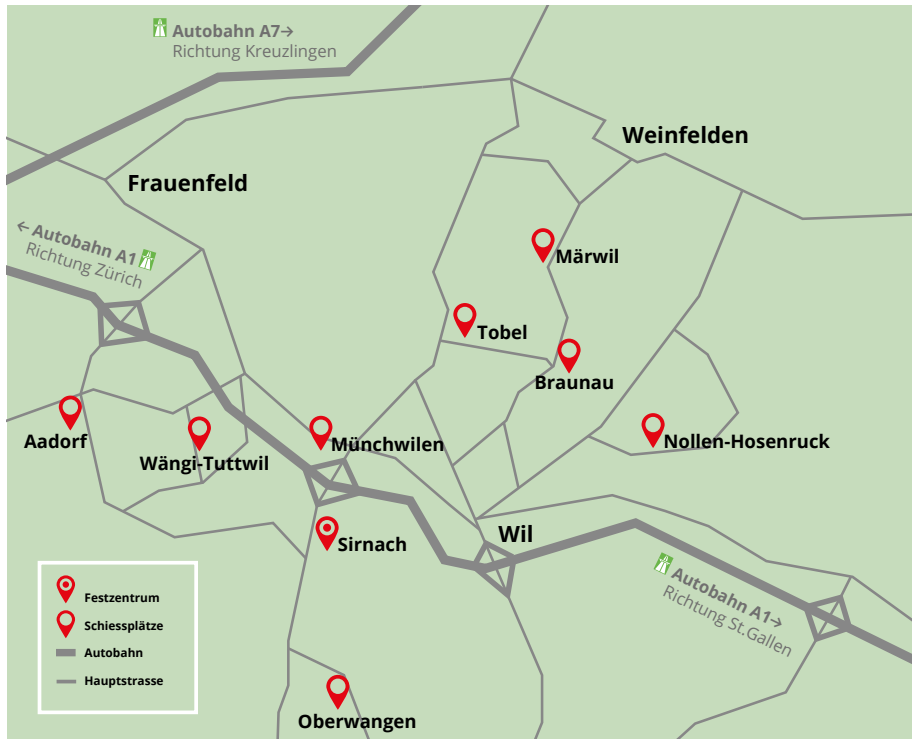 Autobahn A7→
Richtung Kreuzlingen
Weinfelden
Frauenfeld
← Autobahn A1
Richtung Zürich
Märwil
Tobel
Braunau
Aadorf
Wängi-Tuttwil
Münchwilen
Nollen-Hosenruck
Sirnach
Wil
Autobahn A1→
Richtung St.Gallen
Oberwangen
Festzentrum
Schiessplätze
Autobahn
Hauptstrasse